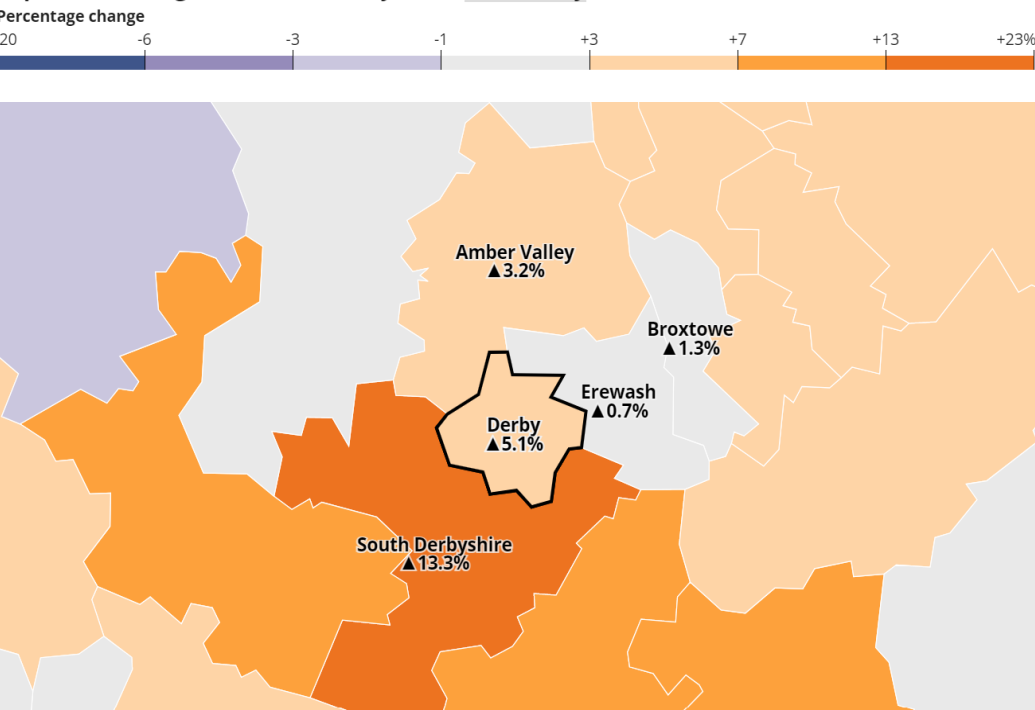 Percentage change
20 -6 -3 -1 +3 +7 +13 +23%
Amber Valley
▲3.2%
Broxtowe
▲1.3%
Erewash
▲0.7%
Derby
▲5.1%
South Derbyshire
▲13.3%